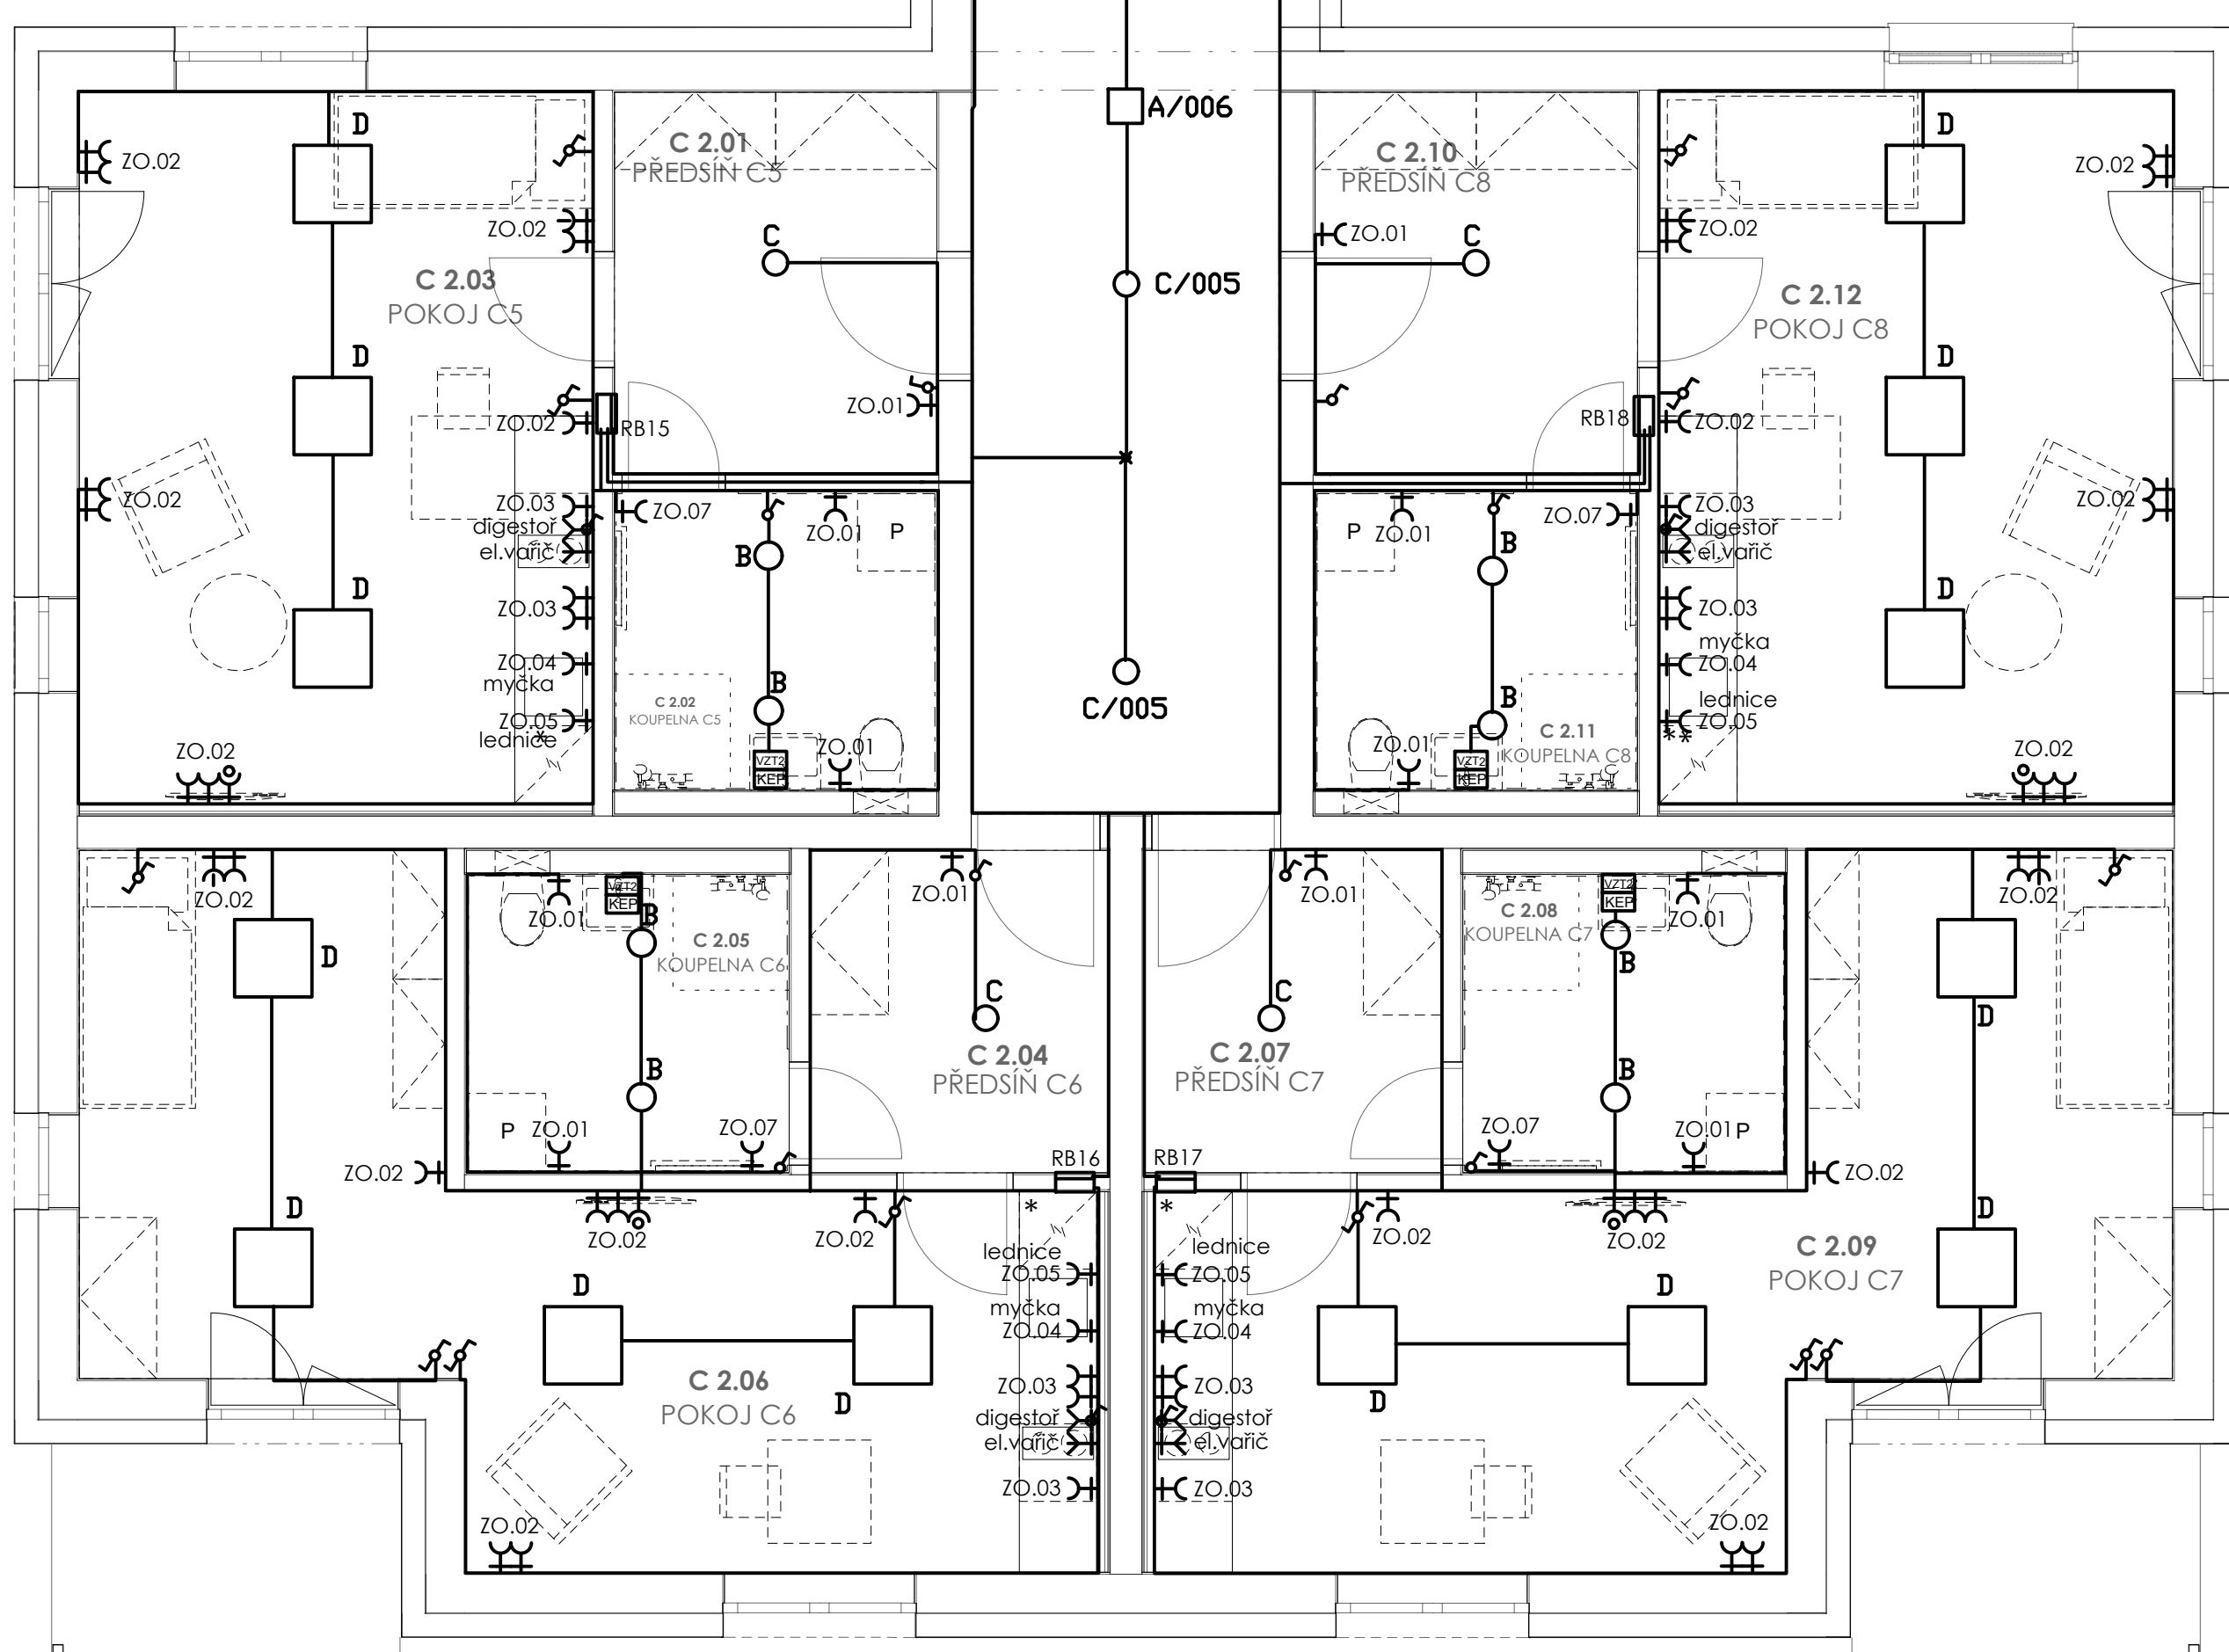 A/006
D
C 2.01
PŘEDSÍŇ C5
C 2.10
PŘEDSÍŇ C8
D
ZO.02
ZO.02
ZO.02
C
C/005
ZO.01
C
ZO.02
C 2.03
POKOJ C5
C 2.12
POKOJ C8
D
D
ZO.01
ZO.02
RB15
RB18
ZO.02
ZO.02
ZO.03
ZO.07
ZO.01
P
P
ZO.01
ZO.07
ZO.03
ZO.02
digestoř
el.vařič
B
B
digestoř
el.vařič
D
ZO.03
D
ZO.03
ZO.04
myčka
B
B
myčka
ZO.04
C 2.02
KOUPELNA C5
C/005
C 2.11
KOUPELNA C8
lednice
ZO.05
ZO.05
*
lednice
**
ZO.02
ZO.01
VZT2
KEP
ZO.01
VZT2
KEP
ZO.02
ZO.02
ZO.01
VZT2
KEP
B
ZO.01
ZO.01
C 2.08
KOUPELNA C7
VZT2
KEP
ZO.01
ZO.02
D
C 2.05
KOUPELNA C6
B
C
C
D
C 2.04
PŘEDSÍŇ C6
C 2.07
PŘEDSÍŇ C7
B
B
P
ZO.01
ZO.07
ZO.07
ZO.01
P
ZO.02
RB16
RB17
ZO.02
D
ZO.02
ZO.02
*
*
ZO.02
ZO.02
D
lednice
ZO.05
lednice
ZO.05
C 2.09
POKOJ C7
D
myčka
ZO.04
myčka
ZO.04
D
C 2.06
POKOJ C6
D
ZO.03
ZO.03
D
digestoř
el.vařič
digestoř
el.vařič
ZO.03
ZO.03
ZO.02
ZO.02